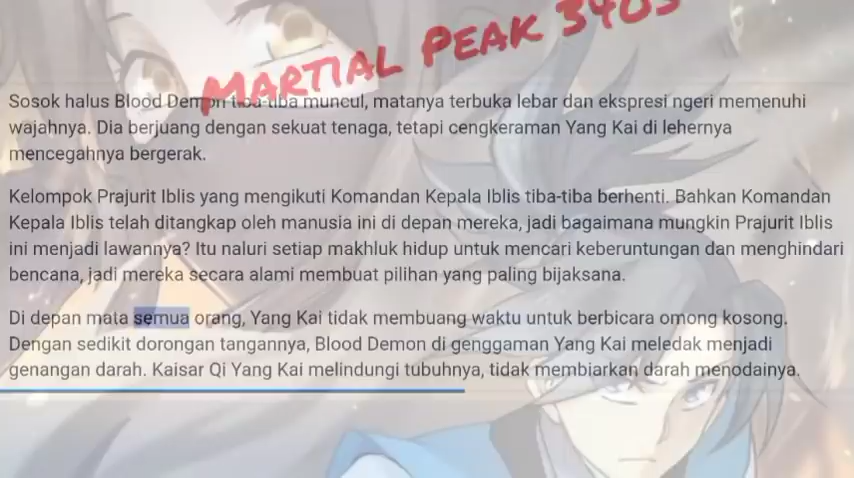 MARTIAL PEAK 3403
Sosok halus Blood Demon tiba-tiba muncul, matanya terbuka lebar dan ekspresi ngeri memenuhi
wajahnya. Dia berjuang dengan sekuat tenaga, tetapi cengkeraman Yang Kai di lehernya
mencegahnya bergerak.
Kelompok Prajurit Iblis yang mengikuti Komandan Kepala Iblis tiba-tiba berhenti. Bahkan Komandan
Kepala Iblis telah ditangkap oleh manusia ini di depan mereka, jadi bagaimana mungkin Prajurit Iblis
ini menjadi lawannya? Itu naluri setiap makhluk hidup untuk mencari keberuntungan dan menghindari
bencana, jadi mereka secara alami membuat pilihan yang paling bijaksana.
Di depan mata semua orang, Yang Kai tidak membuang waktu untuk berbicara omong kosong.
Dengan sedikit dorongan tangannya, Blood Demon di genggaman Yang Kai meledak menjadi
genangan darah. Kaisar Qi Yang Kai melindungi tubuhnya, tidak membiarkan darah menodainya.